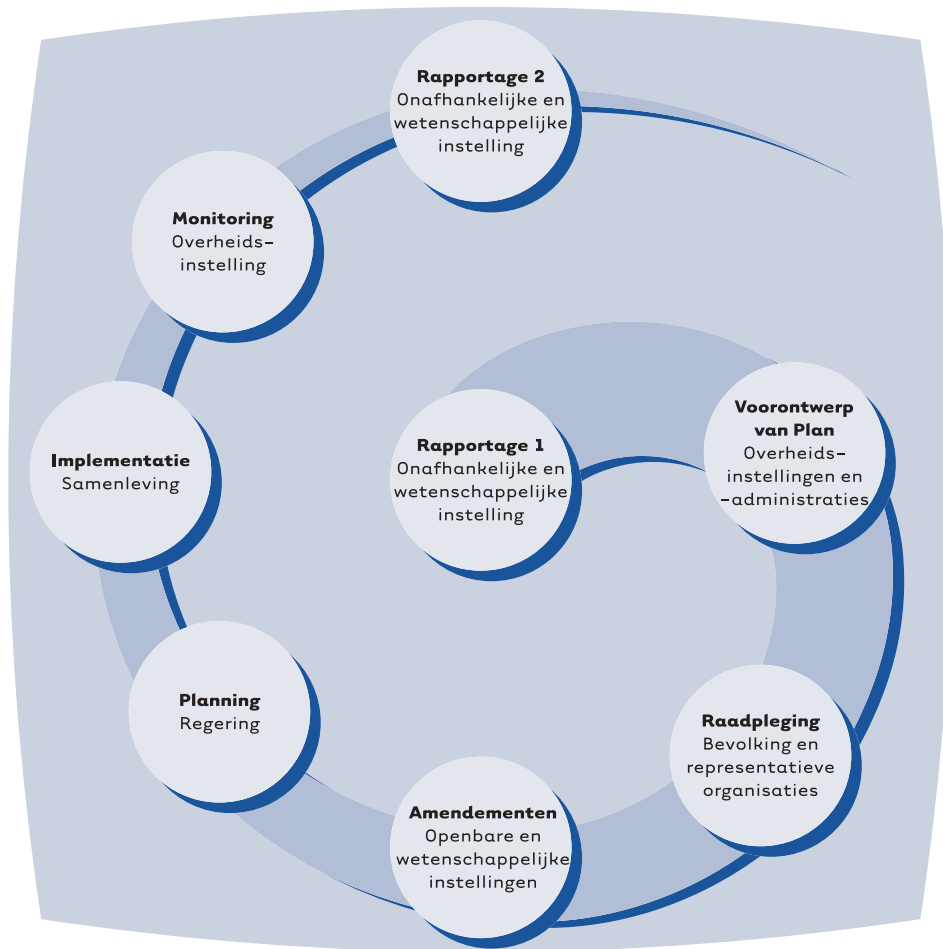 Rapportage 2
Onafhankelijke en
wetenschappelijke
instelling
Monitoring
Overheids-
instelling
Implementatie
Samenleving
Rapportage 1
Onafhankelijke en
wetenschappelijke
instelling
Voorontwerp
van Plan
Overheids-
instellingen en
-administraties
Planning
Regering
Raadpleging
Bevolking en
representatieve
organisaties
Amendementen
Openbare en
wetenschappelijke
instellingen